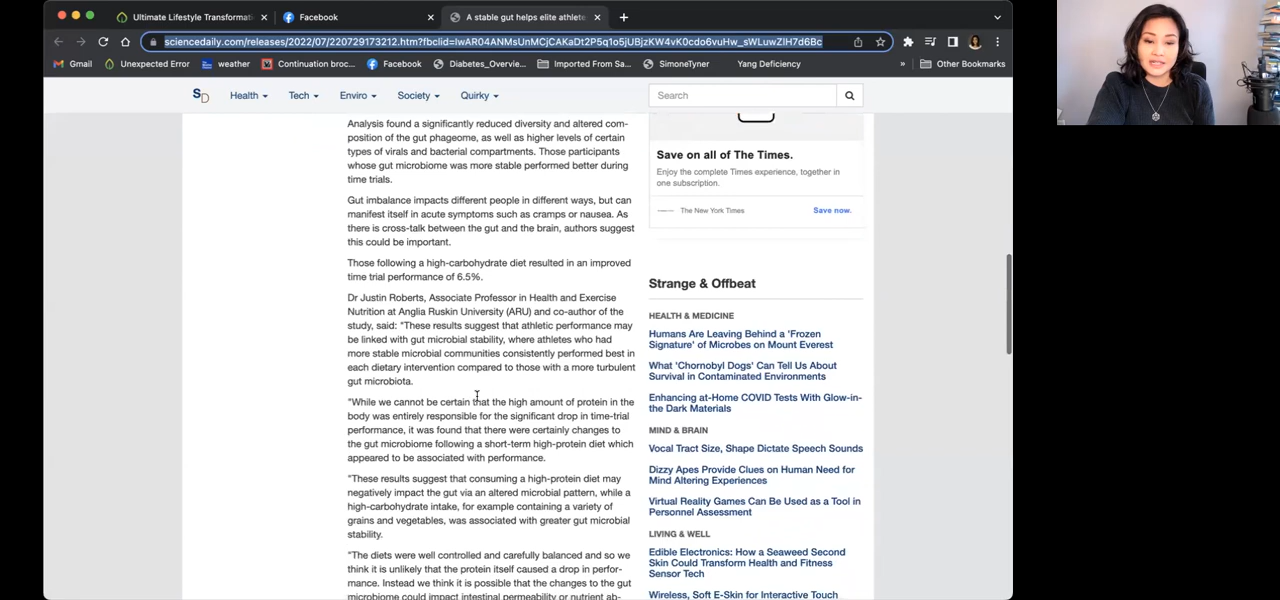 Ultimate Lifestyle Transformati
Facebook
A stable gut helps elite athlete
sciencedaily.com/releases/2022/07/220729173212.htm?fbclid=IwAR04ANMsUnMCjCAKaDt2P5q1o5jUBjzKW4vK0cdo6vuHw_sWLuwZIH7d6Bc
Gmail
Unexpected Error
weather
Continuation broc...
Facebook
Diabetes_Overvie...
Imported From Sa...
SimoneTyner
Yang Deficiency
»
Other Bookmarks
SD
Health
Tech
Enviro
Society
Quirky
Search
Analysis found a significantly reduced diversity and altered com-
position of the gut phageome, as well as higher levels of certain
types of virals and bacterial compartments. Those participants
whose gut microbiome was more stable performed better during
time trials.
Gut imbalance impacts different people in different ways, but can
manifest itself in acute symptoms such as cramps or nausea. As
there is cross-talk between the gut and the brain, authors suggest
this could be important.
Those following a high-carbohydrate diet resulted in an improved
time trial performance of 6.5%.
Dr Justin Roberts, Associate Professor in Health and Exercise
Nutrition at Anglia Ruskin University (ARU) and co-author of the
study, said: "These results suggest that athletic performance may
be linked with gut microbial stability, where athletes who had
more stable microbial communities consistently performed best in
each dietary intervention compared to those with a more turbulent
gut microbiota.
"While we cannot be certain that the high amount of protein in the
body was entirely responsible for the significant drop in time-trial
performance, it was found that there were certainly changes to
the gut microbiome following a short-term high-protein diet which
appeared to be associated with performance.
"These results suggest that consuming a high-protein diet may
negatively impact the gut via an altered microbial pattern, while a
high-carbohydrate intake, for example containing a variety of
grains and vegetables, was associated with greater gut microbial
stability.
"The diets were well controlled and carefully balanced and so we
think it is unlikely that the protein itself caused a drop in perfor-
mance. Instead we think it is possible that the changes to the gut
microbiome could impact intestinal permeability or nutrient ab-
Save on all of The Times.
Enjoy the complete Times experience, together in
one subscription.
The New York Times
Save now.
Strange & Offbeat
HEALTH & MEDICINE
Humans Are Leaving Behind a 'Frozen
Signature' of Microbes on Mount Everest
What 'Chornobyl Dogs' Can Tell Us About
Survival in Contaminated Environments
Enhancing at-Home COVID Tests With Glow-in-
the Dark Materials
MIND & BRAIN
Vocal Tract Size, Shape Dictate Speech Sounds
Dizzy Apes Provide Clues on Human Need for
Mind Altering Experiences
Virtual Reality Games Can Be Used as a Tool in
Personnel Assessment
LIVING & WELL
Edible Electronics: How a Seaweed Second
Skin Could Transform Health and Fitness
Sensor Tech
Wireless, Soft E-Skin for Interactive Touch